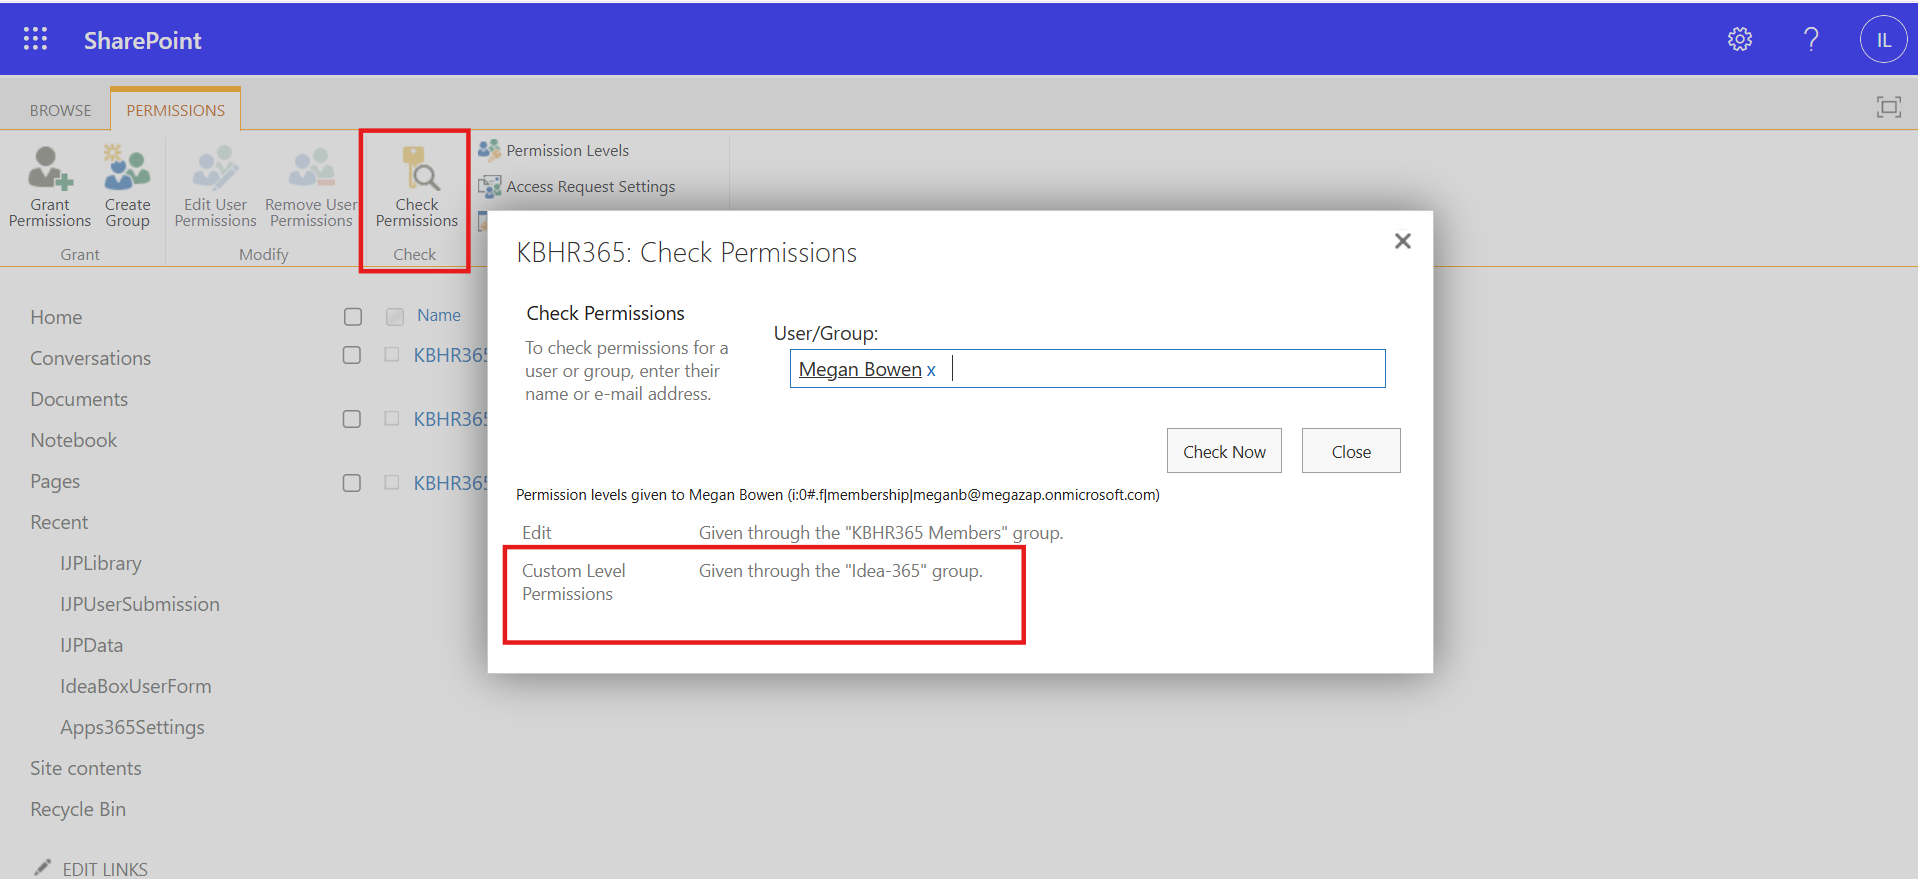 SharePoint
?
IL
BROWSE
PERMISSIONS
Grant
Permissions
Create
Group
Grant
Edit User
Permissions
Remove User
Permissions
Modify
Check
Permissions
Check
Permission Levels
Access Request Settings
Home
Conversations
Documents
Notebook
Pages
Recent
IJPLibrary
IJPUserSubmission
IJPData
IdeaBoxUserForm
Apps365Settings
Site contents
Recycle Bin
EDIT LINKS
Name
KBHR365
KBHR365
KBHR365
KBHR365: Check Permissions
Check Permissions
To check permissions for a
user or group, enter their
name or e-mail address.
User/Group:
Megan Bowen x
Check Now
Close
Permission levels given to Megan Bowen (i:0#.f|membership|meganb@megazap.onmicrosoft.com)
Edit Given through the "KBHR365 Members" group.
Custom Level Given through the "Idea-365" group.
Permissions